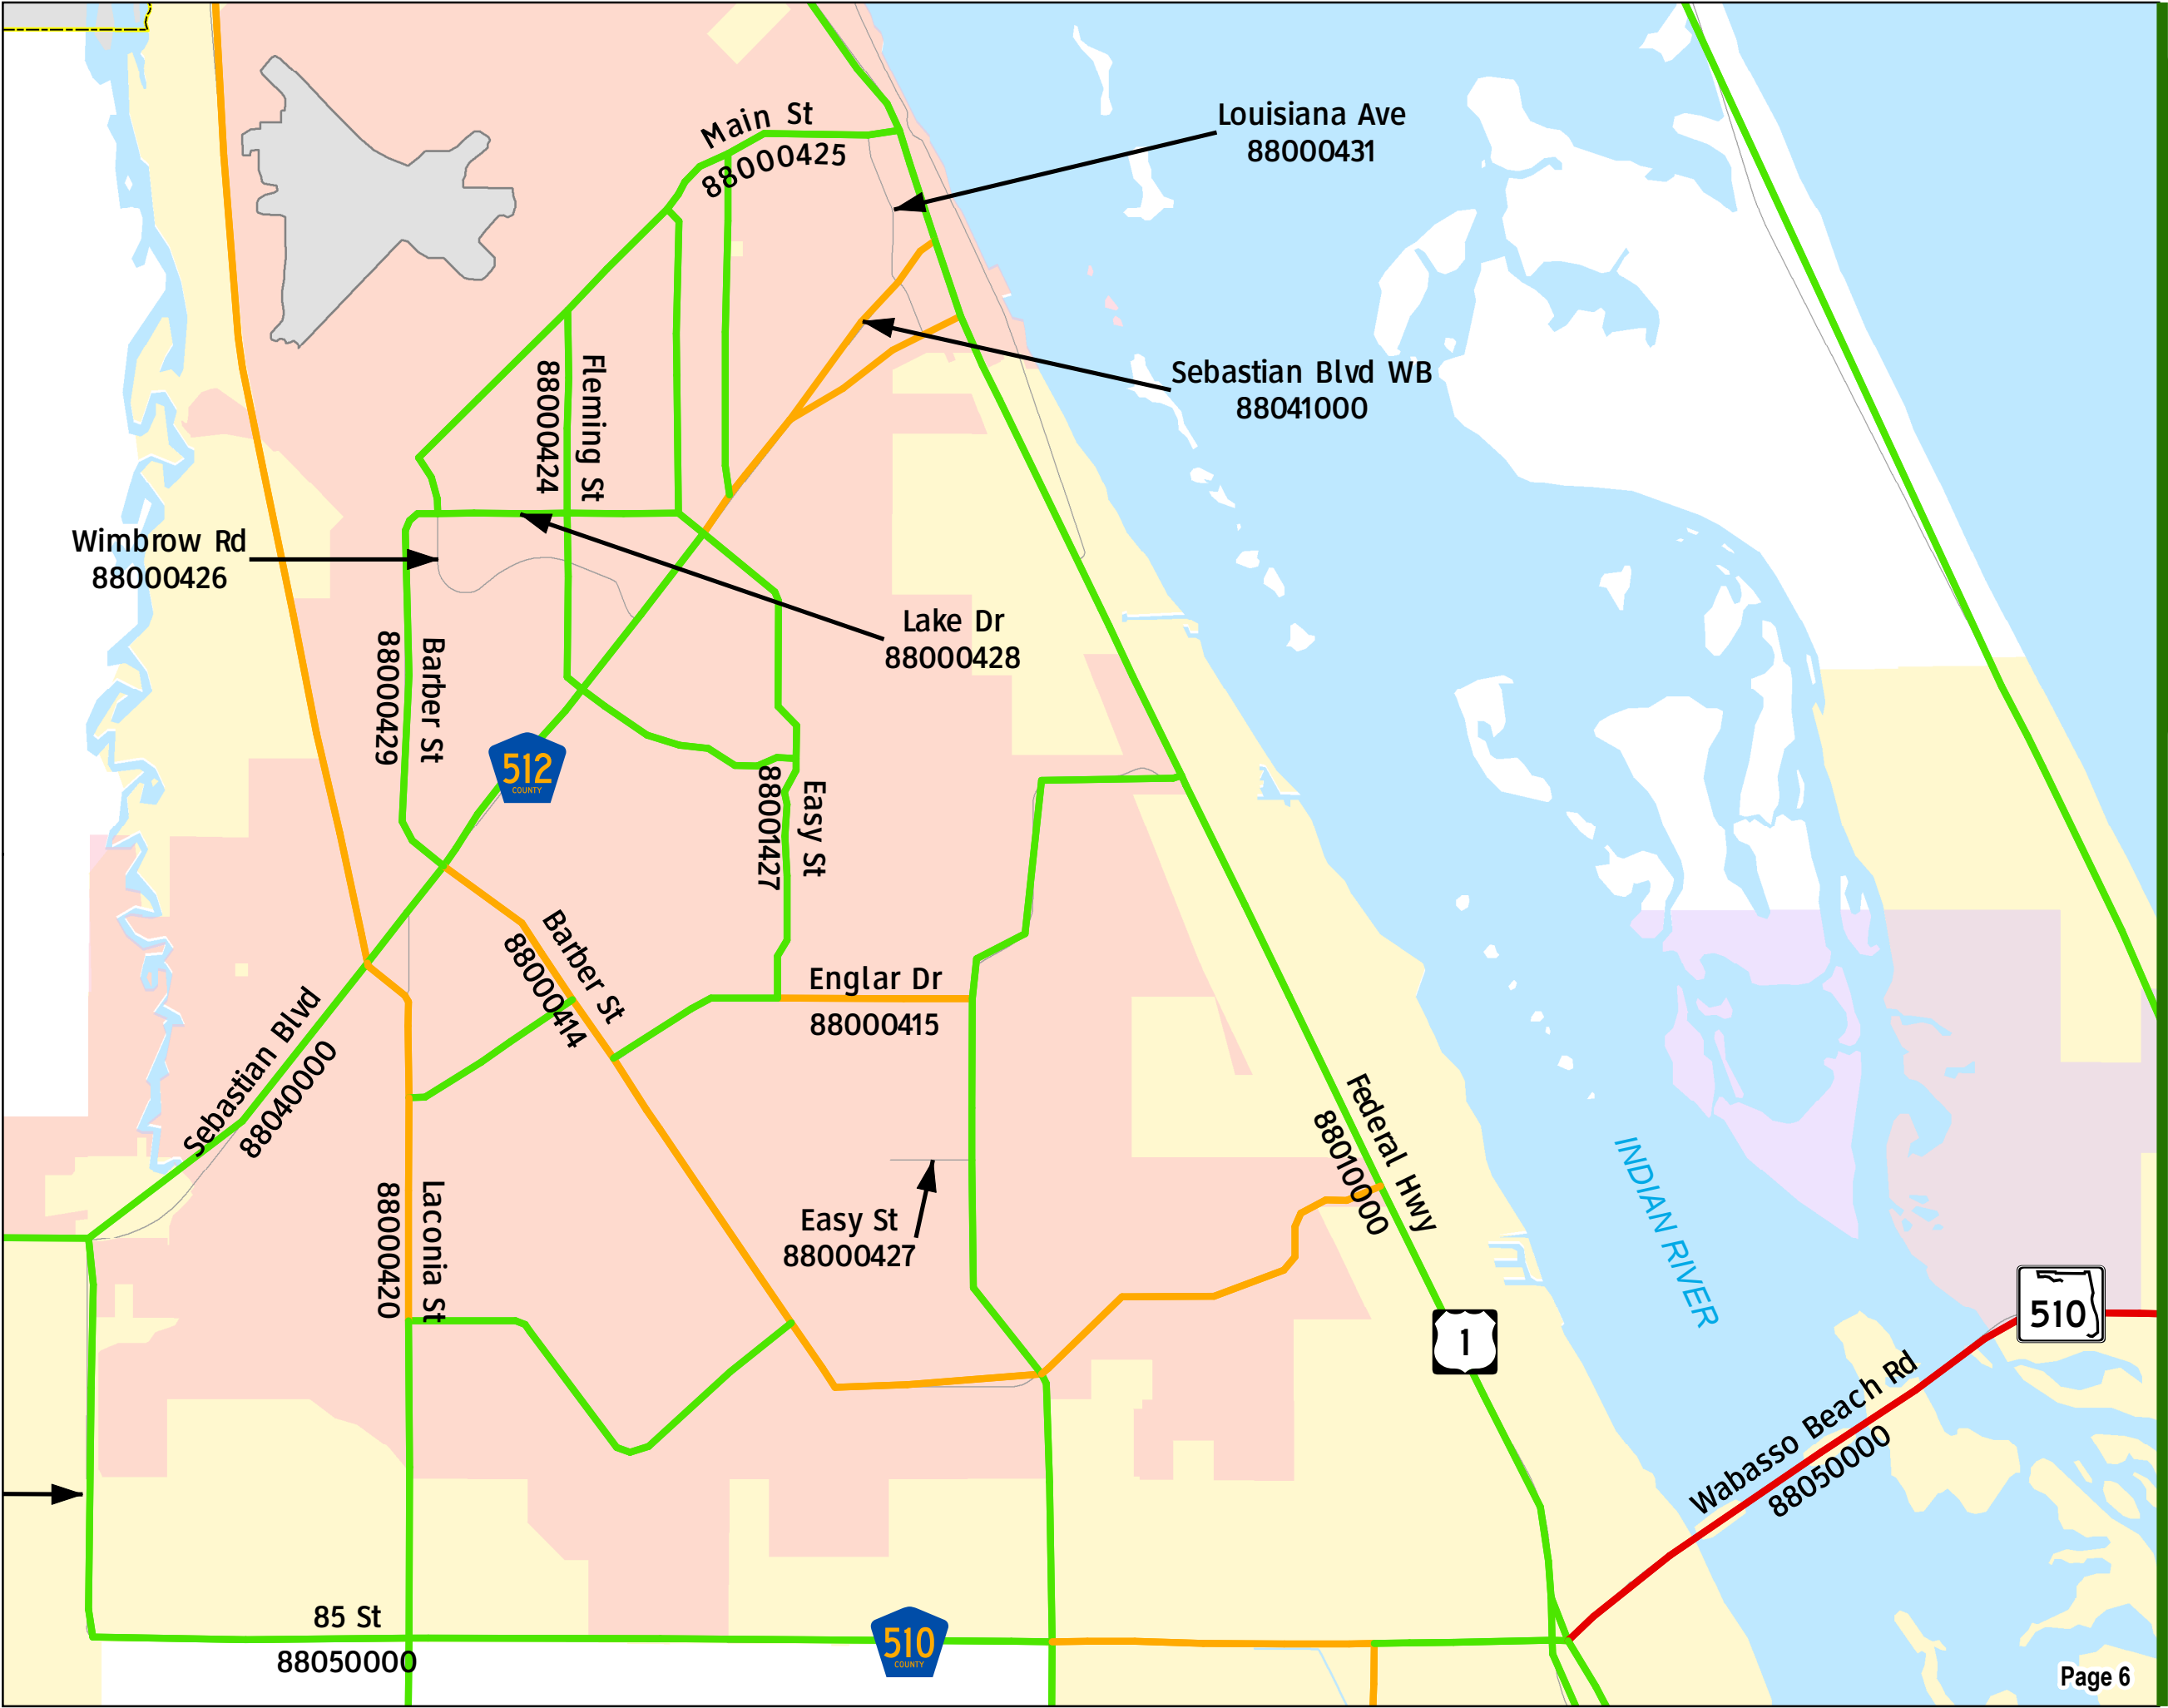 Main St
88000425
Louisiana Ave
88000431
Sebastian Blvd WB
88041000
Fleming St
88000424
Wimbrow Rd
88000426
Lake Dr
88000428
Barber St
88000429
512
COUNTY
Easy St
88001427
Barber St
88000414
Englar Dr
88000415
Sebastian Blvd
88040000
Federal Hwy
88010000
Laconia St
88000420
Easy St
88000427
INDIAN RIVER
510
1
Wabasso Beach Rd
88050000
85 St
88050000
510
COUNTY
Page 6